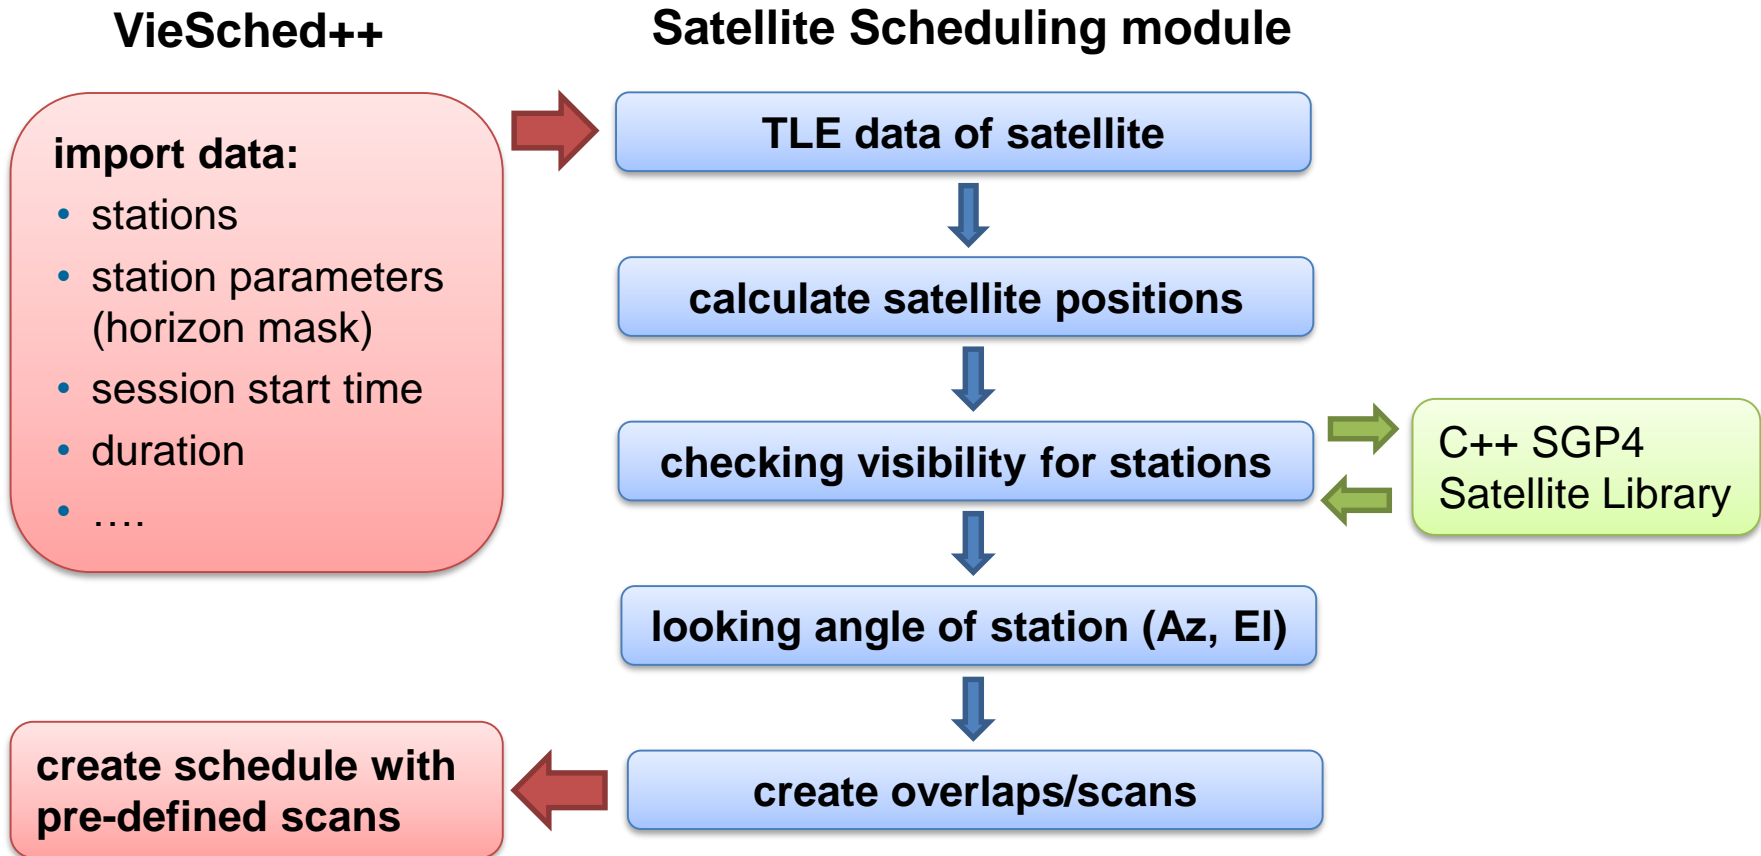 VieSched++
Satellite Scheduling module
import data:
• stations
• station parameters
(horizon mask)
• session start time
• duration
• ....
TLE data of satellite
calculate satellite positions
checking visibility for stations
C++ SGP4
Satellite Library
looking angle of station (Az, El)
create overlaps/scans
create schedule with
pre-defined scans